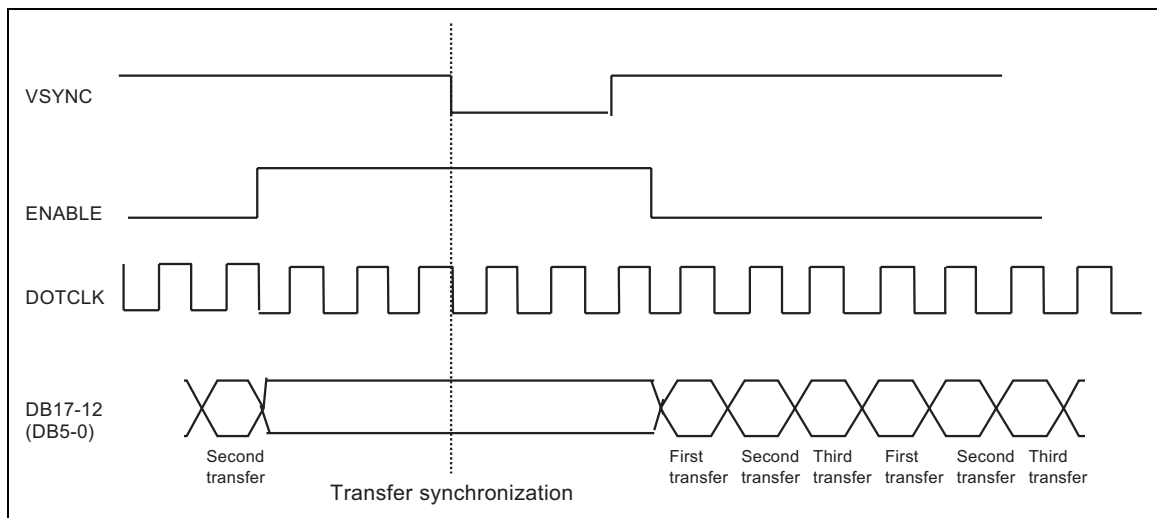 VSYNC
ENABLE
DOTCLK
DB17-12
(DB5-0)
Second
transfer
First
transfer
Second
transfer
Third
transfer
First
transfer
Second
transfer
Third
transfer
Transfer synchronization